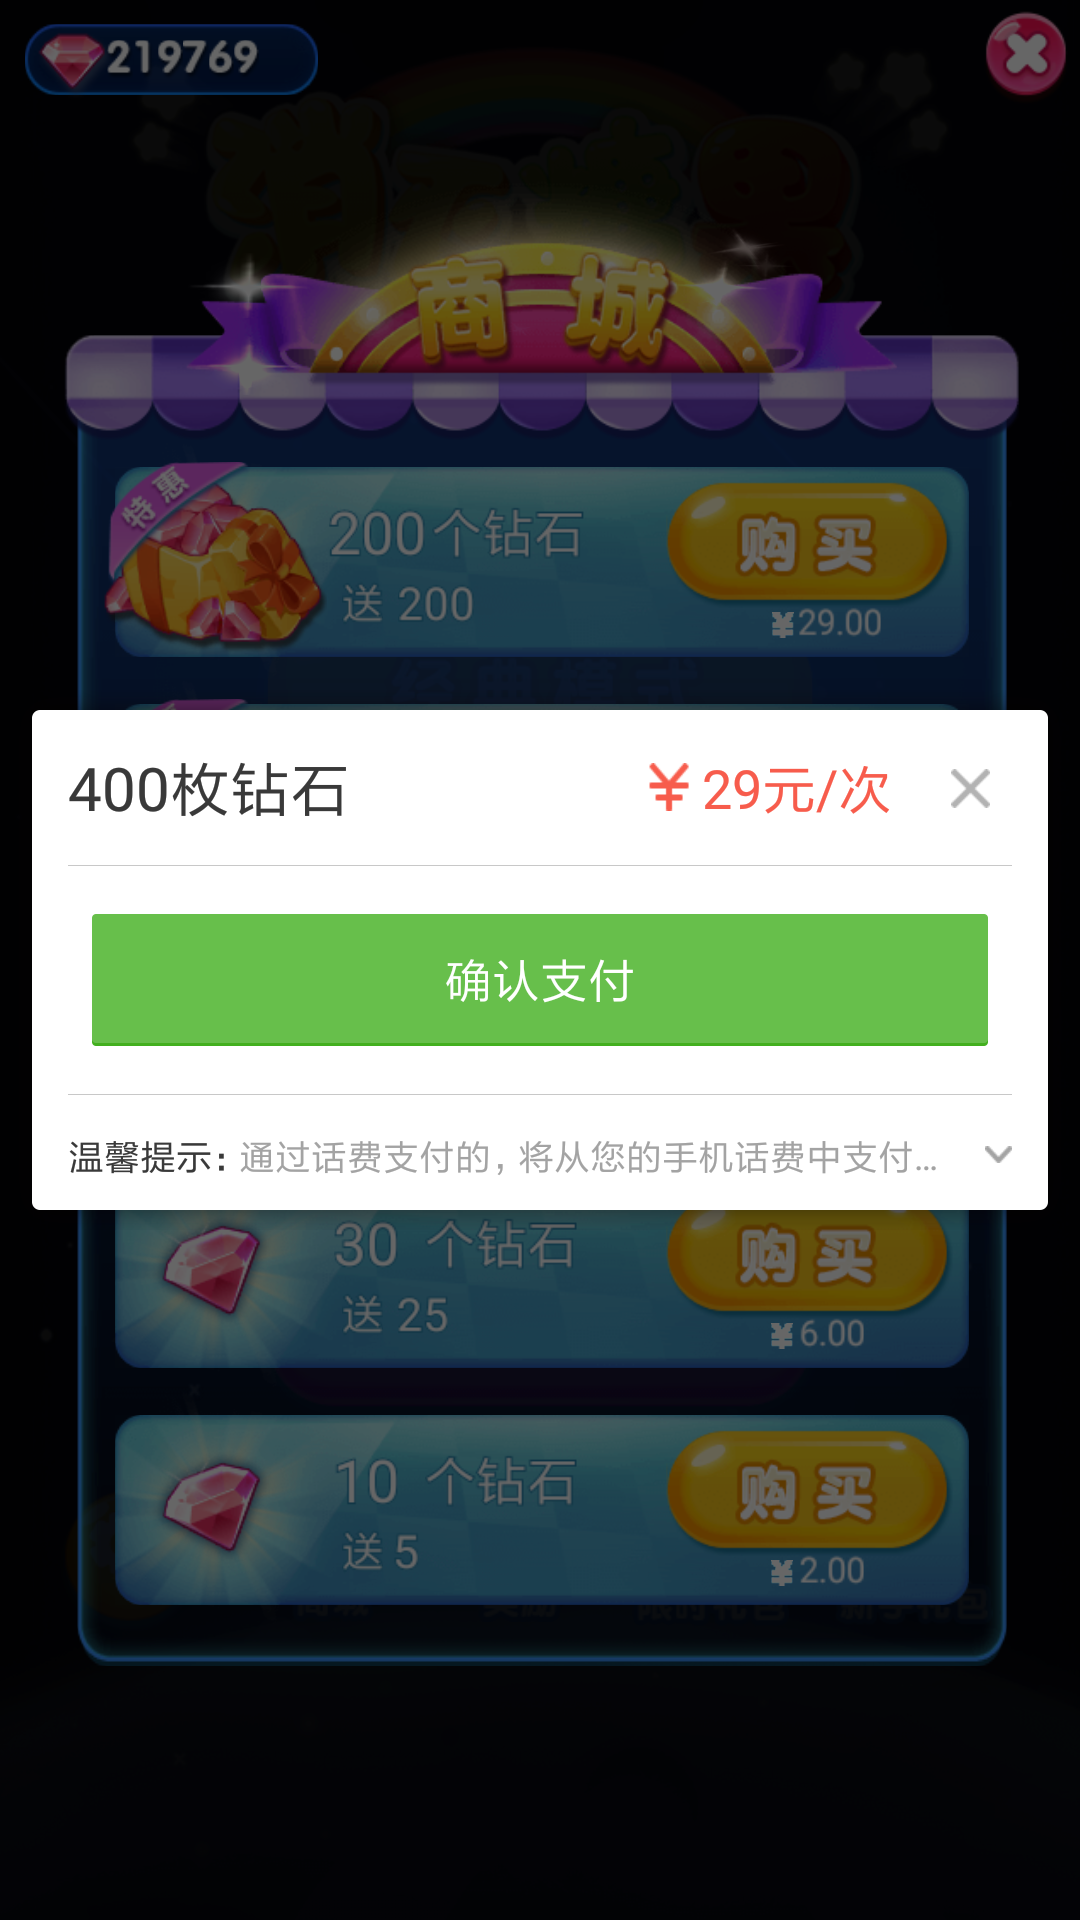 219769
商城
特惠
200个钻石
送 200
购买
¥29.00
400枚钻石
¥29元/次
确认支付
温馨提示: 通过话费支付的, 将从您的手机话费中支付...
30 个钻石
送 25
购买
¥6.00
10 个钻石
送 5
购买
¥2.00